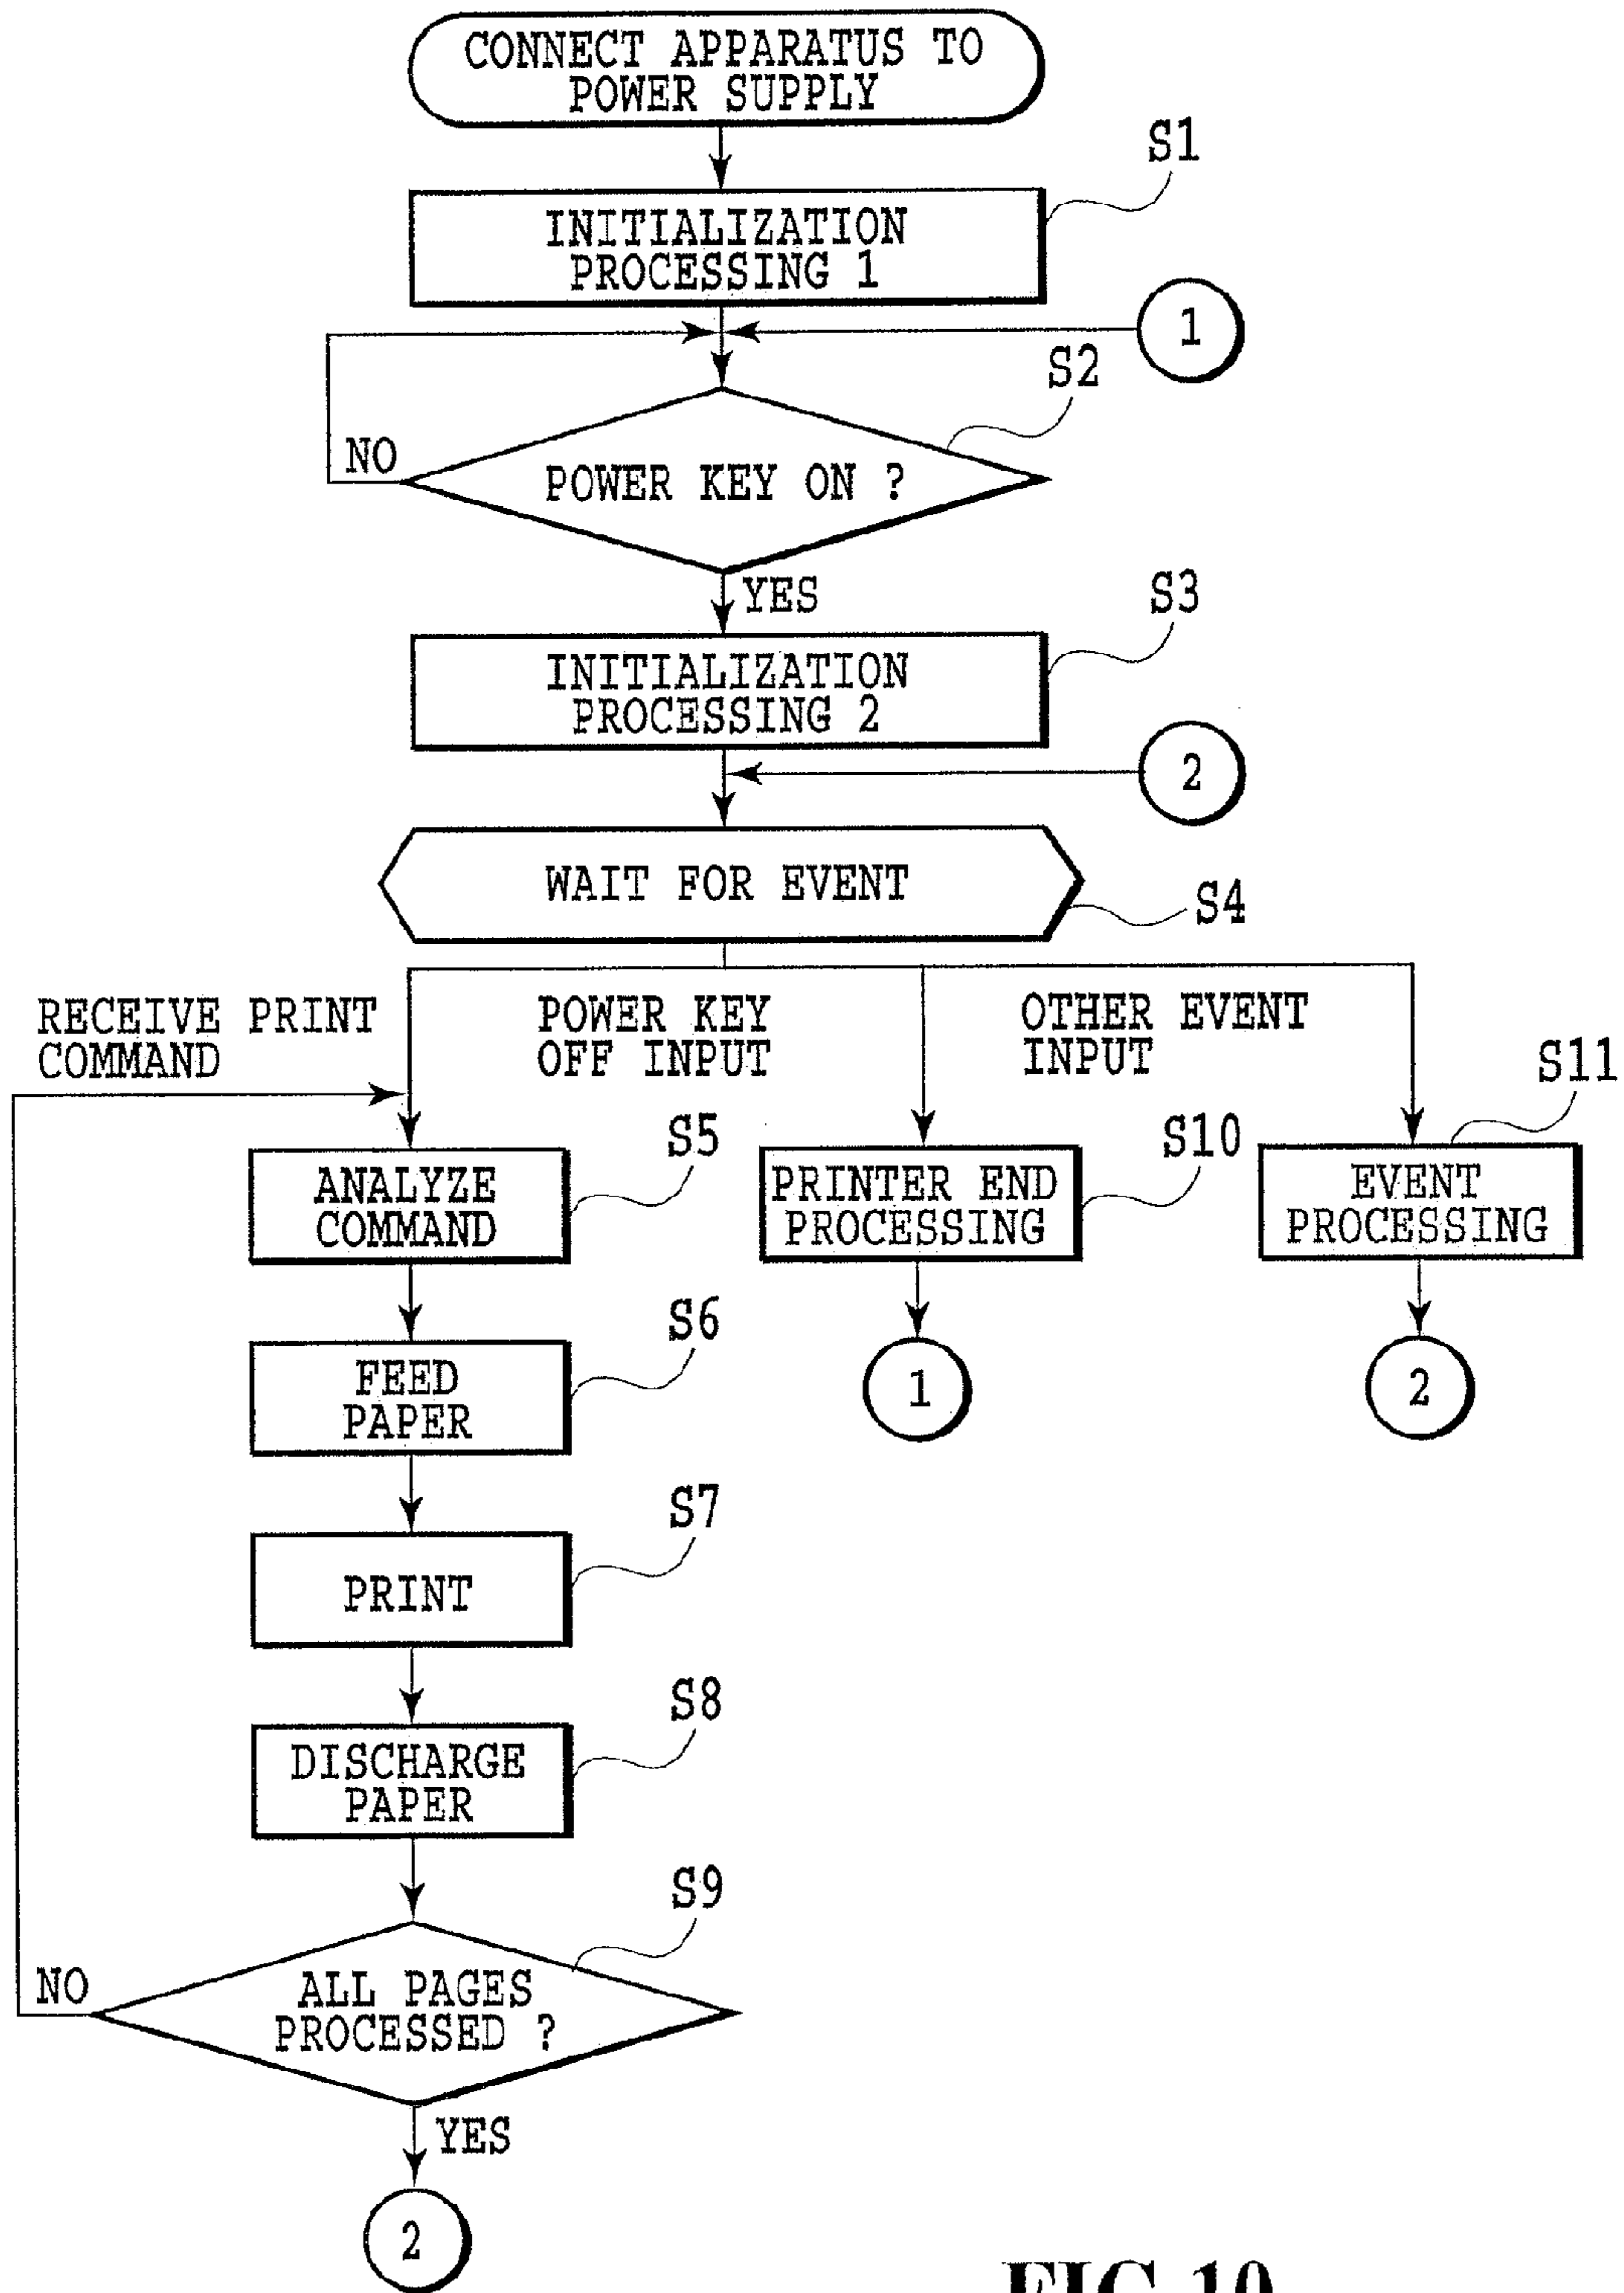 CONNECT APPARATUS TO
POWER SUPPLY
S1
INITIALIZATION
PROCESSING 1
1
S2
NO
POWER KEY ON ?
YES
S3
INITIALIZATION
PROCESSING 2
2
WAIT FOR EVENT
S4
RECEIVE PRINT
COMMAND
POWER KEY
OFF INPUT
OTHER EVENT
INPUT
S5
ANALYZE
COMMAND
S10
PRINTER END
PROCESSING
S11
EVENT
PROCESSING
1
2
S6
FEED
PAPER
S7
PRINT
S8
DISCHARGE
PAPER
S9
NO
ALL PAGES
PROCESSED ?
YES
2
FIG.10